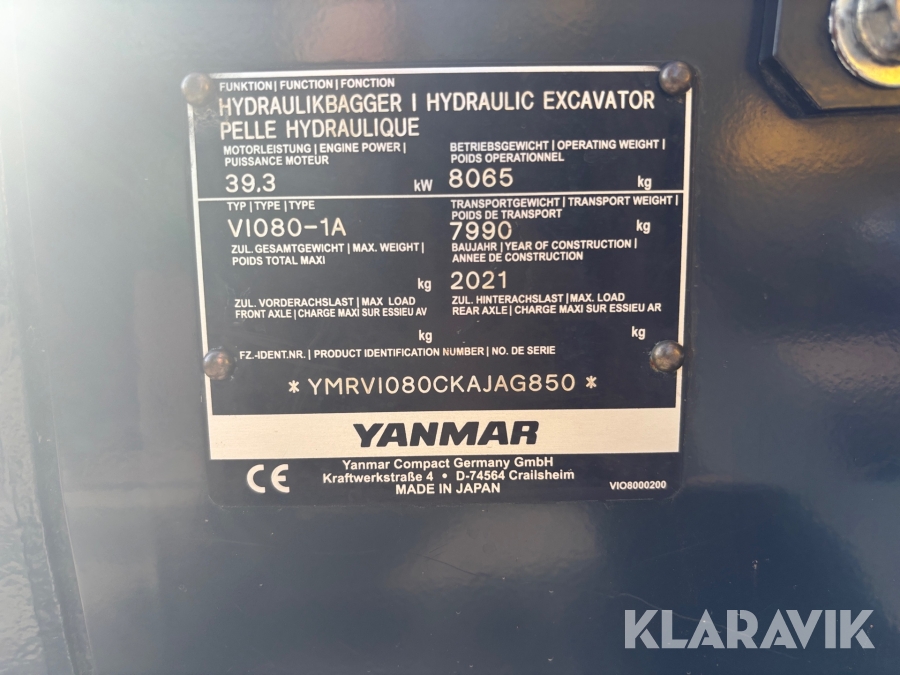 FUNKTION | FUNCTION | FONCTION
HYDRAULIKBAGGER I HYDRAULIC EXCAVATOR
PELLE HYDRAULIQUE
MOTORLEISTUNG | ENGINE POWER |
PUISSANCE MOTEUR
39,3 kW
BETRIEBSGEWICHT | OPERATING WEIGHT |
POIDS OPERATIONNEL
8065 kg
TYP | TYPE | TYPE
VIO80-1A
TRANSPORTGEWICHT | TRANSPORT WEIGHT |
POIDS DE TRANSPORT
7990 kg
ZUL. GESAMTGEWICHT | MAX. WEIGHT |
POIDS TOTAL MAXI
kg
BAUJAHR | YEAR OF CONSTRUCTION |
ANNEE DE CONSTRUCTION
2021
ZUL. VORDERACHSLAST | MAX LOAD
FRONT AXLE | CHARGE MAXI SUR ESSIEU AV
kg
ZUL. HINTERACHSLAST | MAX. LOAD
REAR AXLE | CHARGE MAXI SUR ESSIEU AR
kg
FZ.-IDENT.NR. | PRODUCT IDENTIFICATION NUMBER | NO. DE SERIE
* YMRVIO80CKAJAG850 *
YANMAR
CE
Yanmar Compact Germany GmbH
Kraftwerkstraße 4 • D-74564 Crailsheim
MADE IN JAPAN
VIO8000200
KLARAVIK